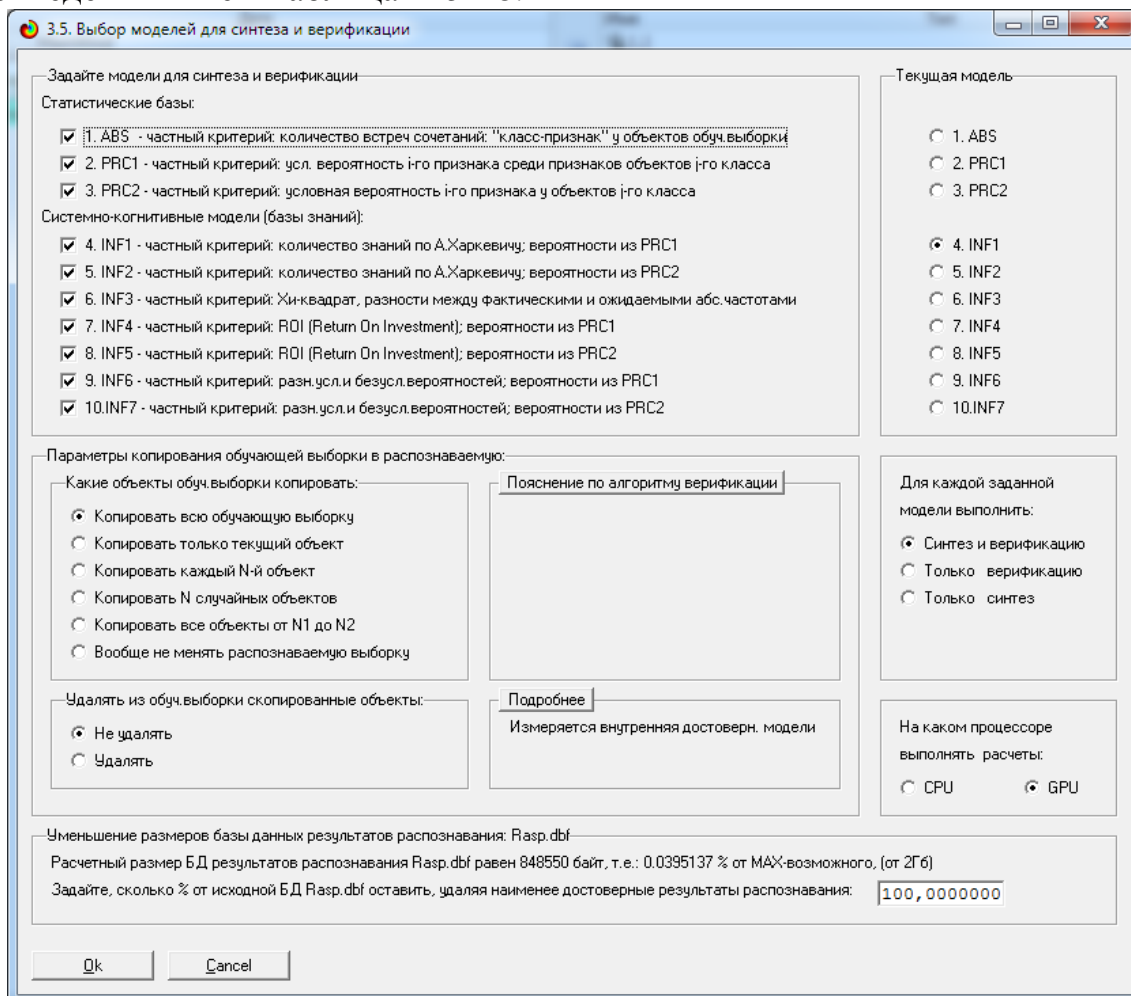 3.5. Выбор моделей для синтеза и верификации
Задайте модели для синтеза и верификации
Статистические базы:
1. ABS - частный критерий: количество встреч сочетаний: "класс-признак" у объектов обуч.выборки
2. PRC1 - частный критерий: усл. вероятность i-го признака среди признаков объектов j-го класса
3. PRC2 - частный критерий: условная вероятность i-го признака у объектов j-го класса
Системно-когнитивные модели (базы знаний):
4. INF1 - частный критерий: количество знаний по А.Харкевичу; вероятности из PRC1
5. INF2 - частный критерий: количество знаний по А.Харкевичу; вероятности из PRC2
6. INF3 - частный критерий: Хи-квадрат, разности между фактическими и ожидаемыми абс.частотами
7. INF4 - частный критерий: ROI (Return On Investment); вероятности из PRC1
8. INF5 - частный критерий: ROI (Return On Investment); вероятности из PRC2
9. INF6 - частный критерий: разн.усл.и безусл.вероятностей; вероятности из PRC1
10.INF7 - частный критерий: разн.усл.и безусл.вероятностей; вероятности из PRC2
Текущая модель
1. ABS
2. PRC1
3. PRC2
4. INF1
5. INF2
6. INF3
7. INF4
8. INF5
9. INF6
10.INF7
Параметры копирования обучающей выборки в распознаваемую:
Какие объекты обуч.выборки копировать:
Копировать всю обучающую выборку
Копировать только текущий объект
Копировать каждый N-й объект
Копировать N случайных объектов
Копировать все объекты от N1 до N2
Вообще не менять распознаваемую выборку
Пояснение по алгоритму верификации
Для каждой заданной
модели выполнить:
Синтез и верификацию
Только верификацию
Только синтез
Удалять из обуч.выборки скопированные объекты:
Не удалять
Удалять
Подробнее
Измеряется внутренняя достоверн. модели
На каком процессоре
выполнять расчеты:
CPU GPU
Уменьшение размеров базы данных результатов распознавания: Rasp.dbf
Расчетный размер БД результатов распознавания Rasp.dbf равен 848550 байт, т.е.: 0.0395137 % от MAX-возможного, (от 2Гб)
Задайте, сколько % от исходной БД Rasp.dbf оставить, удаляя наименее достоверные результаты распознавания: 100,0000000
Ok Cancel